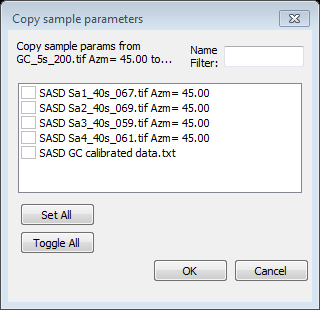 Copy sample parameters
Copy sample params from
GC_5s_200.tif Azm= 45.00 to...
Name
Filter:
SASD Sa1_40s_067.tif Azm= 45.00
SASD Sa2_40s_069.tif Azm= 45.00
SASD Sa3_40s_059.tif Azm= 45.00
SASD Sa4_40s_061.tif Azm= 45.00
SASD GC calibrated data.txt
Set All
Toggle All
OK
Cancel